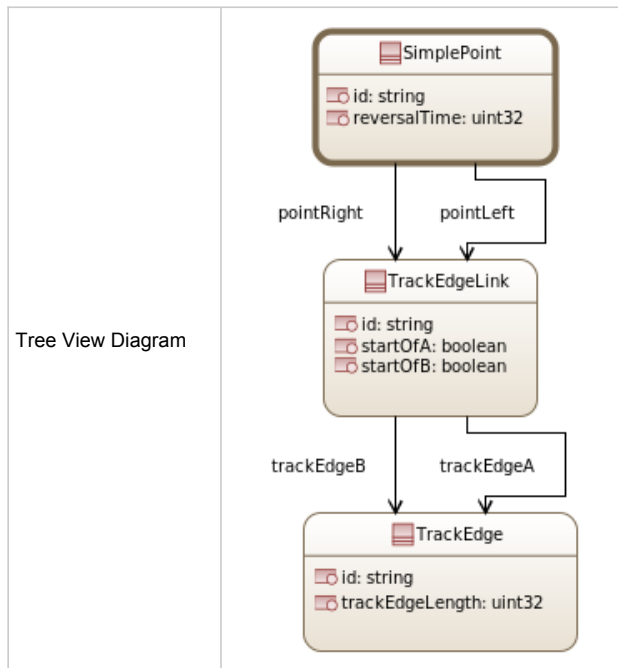 SimplePoint
id: string
reversalTime: uint32
pointRight
pointLeft
TrackEdgeLink
id: string
startOfA: boolean
startOfB: boolean
Tree View Diagram
trackEdgeB
trackEdgeA
TrackEdge
id: string
trackEdgeLength: uint32